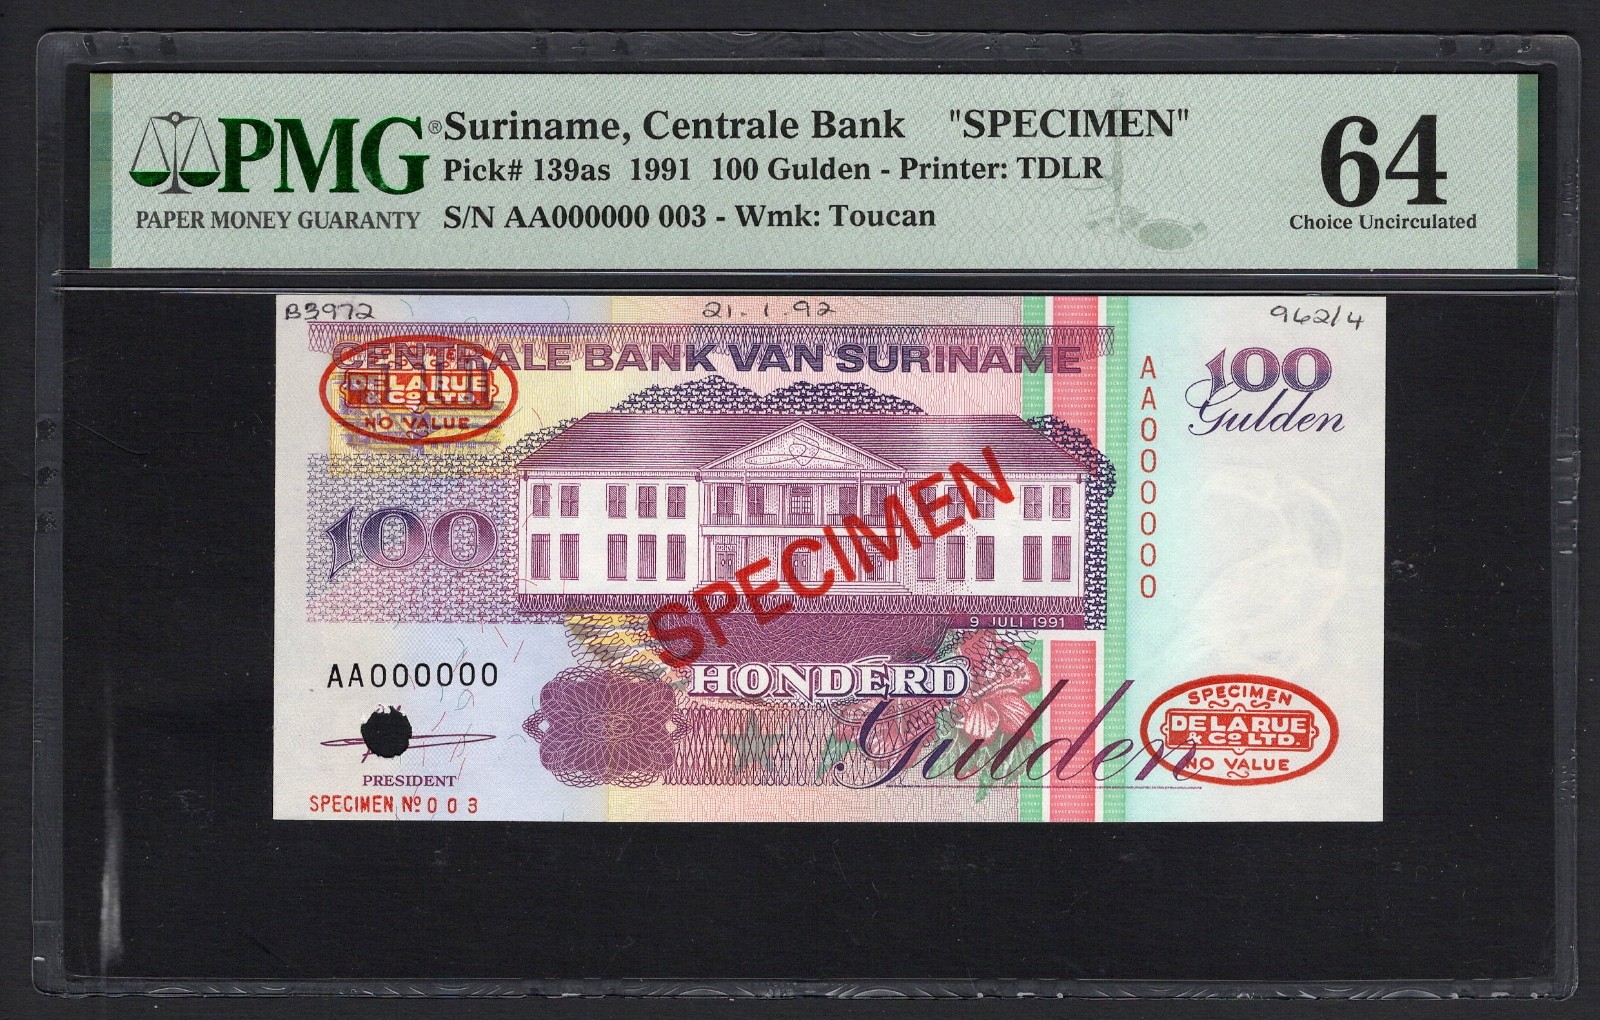 PMG®
PAPER MONEY GUARANTY
Suriname, Centrale Bank "SPECIMEN"
Pick# 139as 1991 100 Gulden - Printer: TDLR
S/N AA000000 003 - Wmk: Toucan
64
Choice Uncirculated
B3972
21.1.92
962/4
CENTRALE BANK VAN SURINAME
DE LA RUE
& CO LTD.
NO VALUE
AA000000
100
Gulden
100
SPECIMEN
9 JULI 1991
HONDERD
Gulden
AA000000
PRESIDENT
SPECIMEN Nº 003
SPECIMEN
DE LA RUE
& CO LTD.
NO VALUE